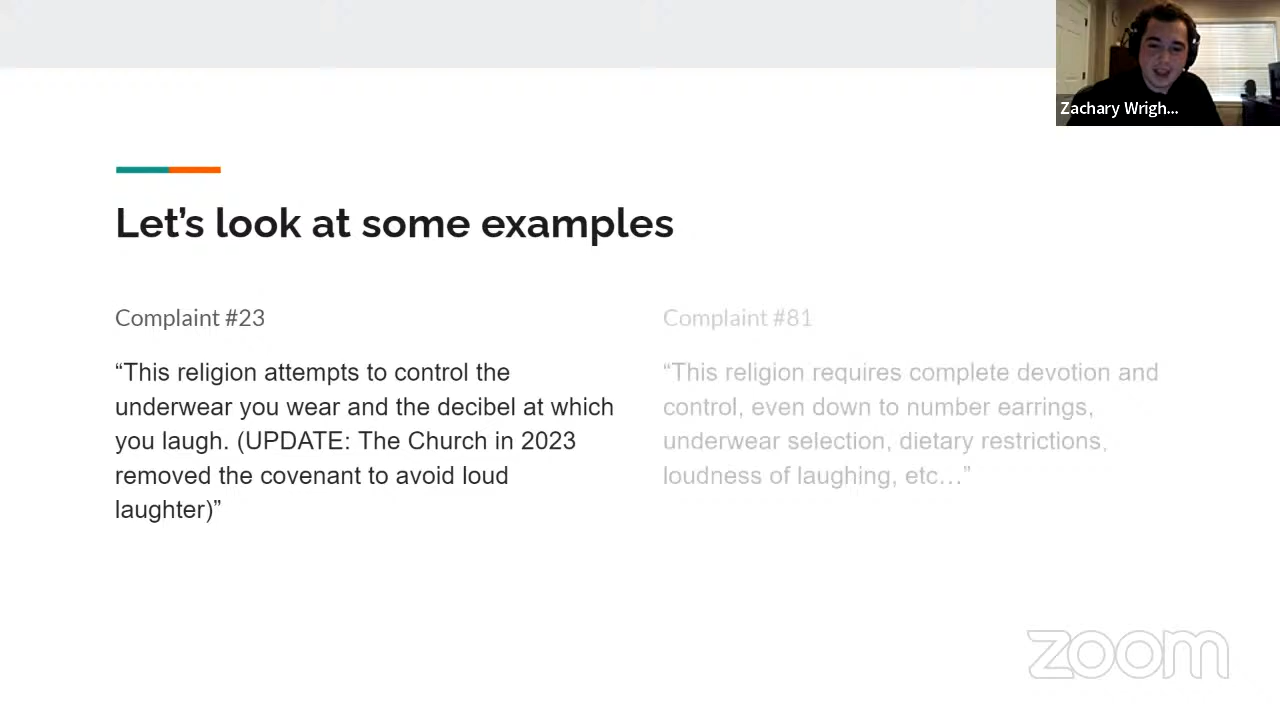 Zachary Wrigh...
Let's look at some examples
Complaint #23
“This religion attempts to control the
underwear you wear and the decibel at which
you laugh. (UPDATE: The Church in 2023
removed the covenant to avoid loud
laughter)”
Complaint #81
“This religion requires complete devotion and
control, even down to number earrings,
underwear selection, dietary restrictions,
loudness of laughing, etc…”
zoom